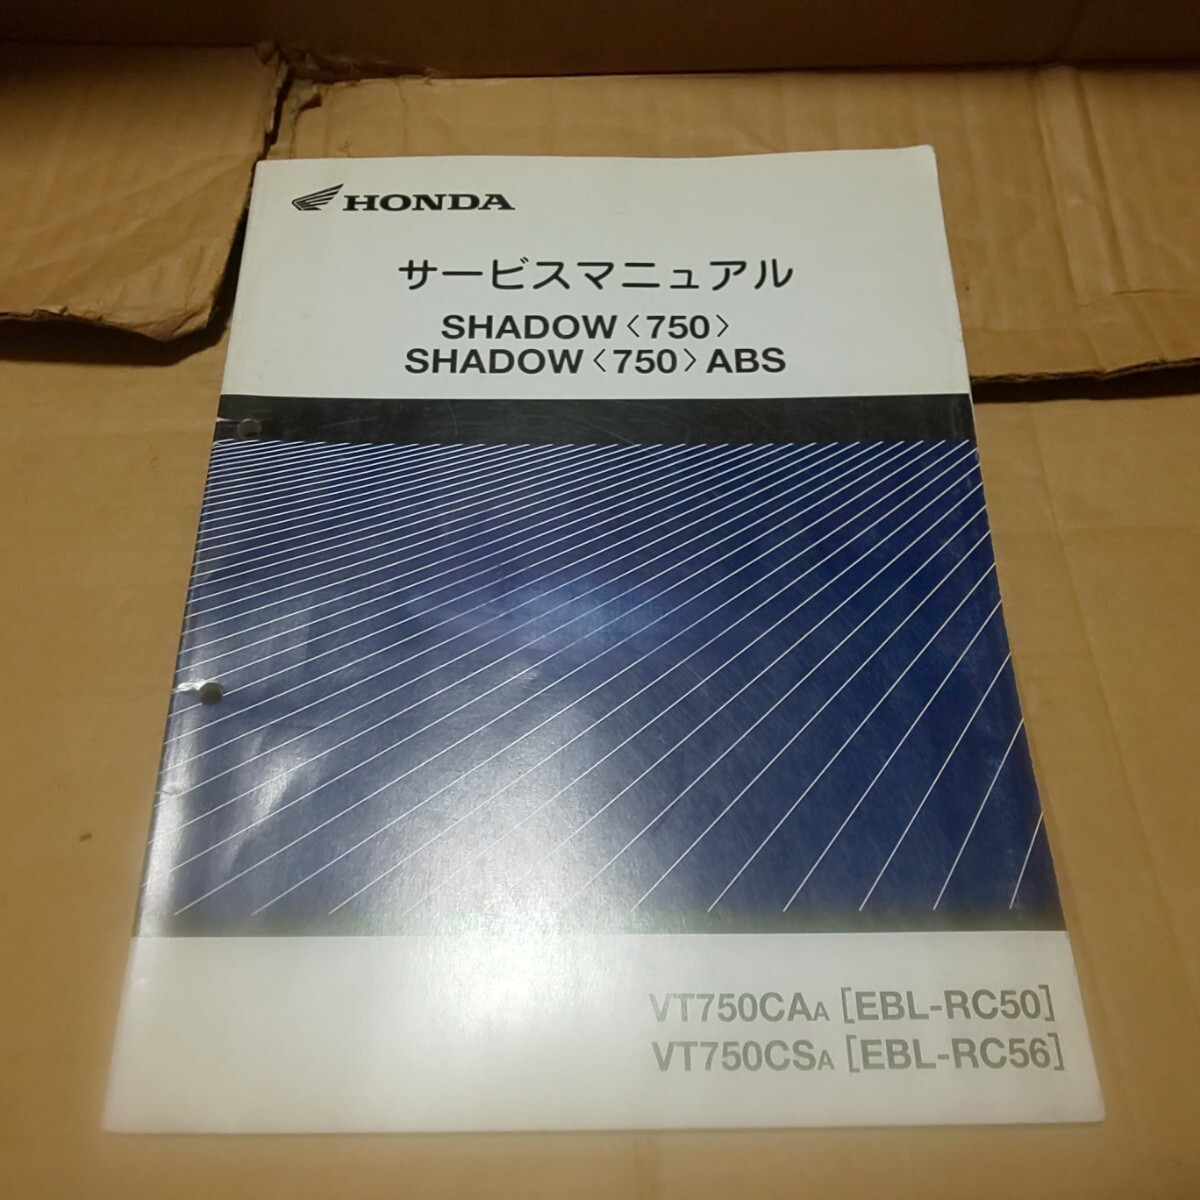 HONDA
サービスマニュアル
SHADOW〈750〉
SHADOW〈750〉ABS
VT750CAA [EBL-RC50]
VT750CSA [EBL-RC56]